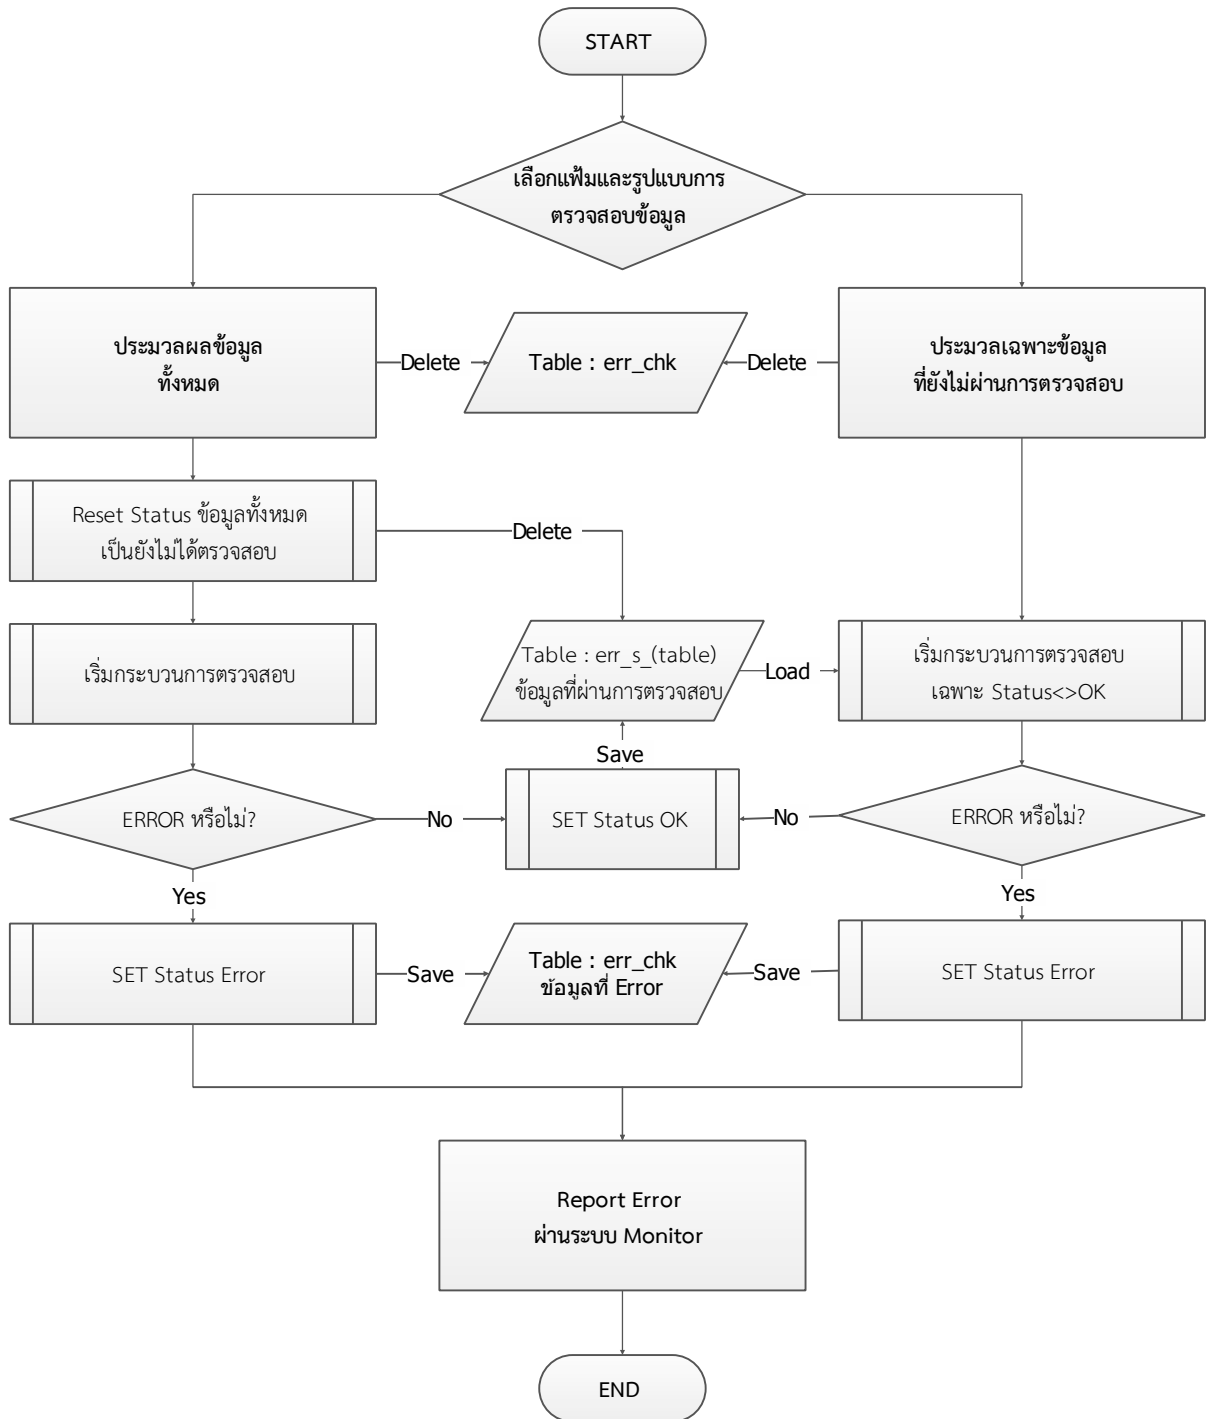 START
เลือกแฟ้มและรูปแบบการ
ตรวจสอบข้อมูล
ประมวลผลข้อมูล
ทั้งหมด
Delete
Table : err_chk
Delete
ประมวลเฉพาะข้อมูล
ที่ยังไม่ผ่านการตรวจสอบ
Reset Status ข้อมูลทั้งหมด
เป็นยังไม่ได้ตรวจสอบ
Delete
เริ่มกระบวนการตรวจสอบ
Table : err_s_(table)
ข้อมูลที่ผ่านการตรวจสอบ
Load
เริ่มกระบวนการตรวจสอบ
เฉพาะ Status<>OK
Save
ERROR หรือไม่?
No
SET Status OK
No
ERROR หรือไม่?
Yes
Yes
SET Status Error
Save
Table : err_chk
ข้อมูลที่ Error
Save
SET Status Error
Report Error
ผ่านระบบ Monitor
END